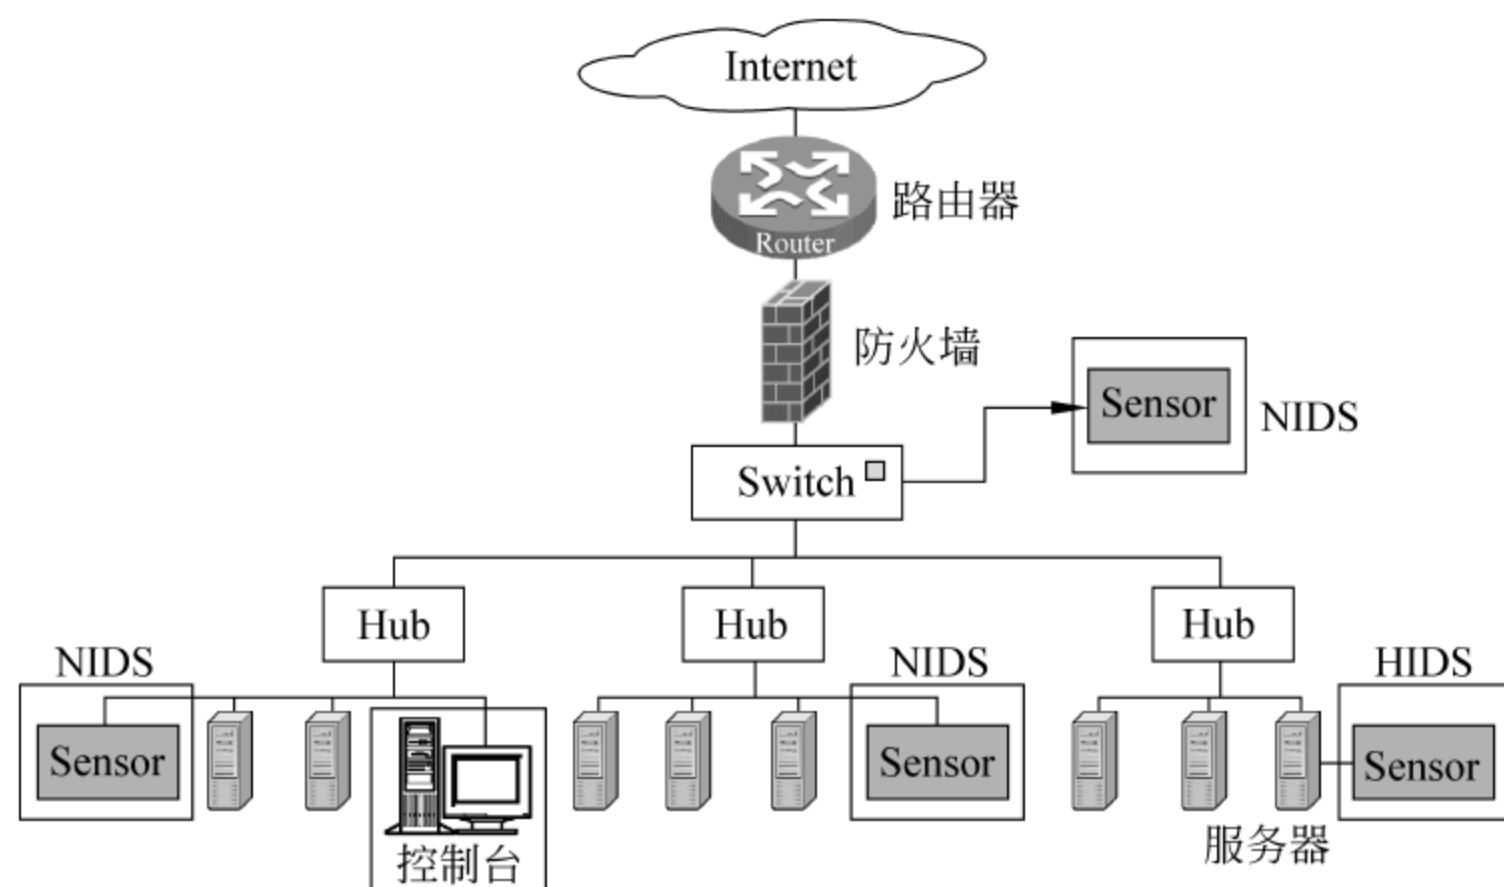 Internet
路由器
Router
防火墙
Sensor
NIDS
Switch
Hub
Hub
Hub
NIDS
NIDS
HIDS
Sensor
Sensor
Sensor
服务器
控制台